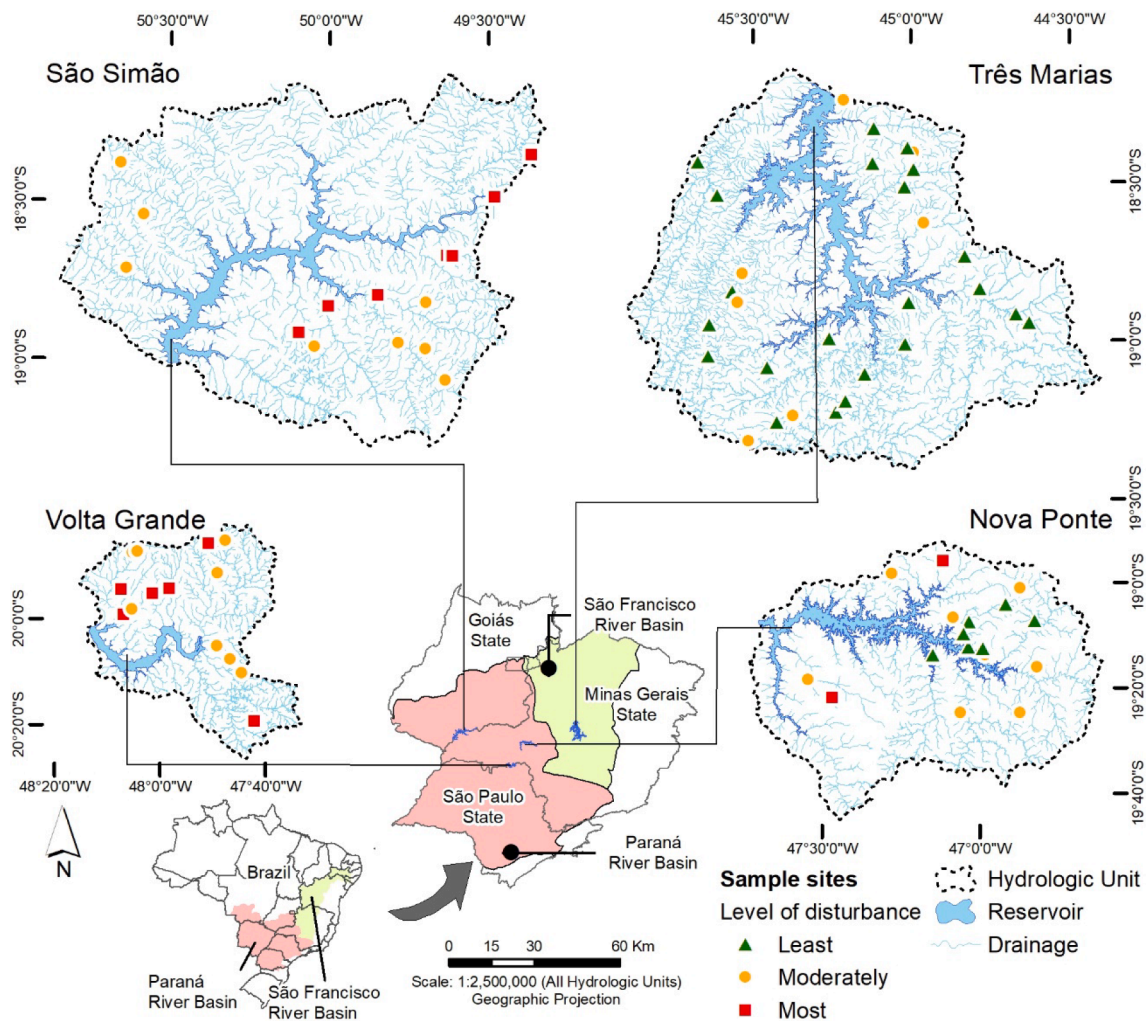 50°30'0"W
50°0'0"W
49°30'0"W
45°30'0"W
45°0'0"W
44°30'0"W
São Simão
Três Marias
18°30'0"S
19°0'0"S
18°30'0"S
19°0'0"S
19°30'0"S
Volta Grande
Nova Ponte
20°0'0"S
20°20'0"S
48°20'0"W
48°0'0"W
47°40'0"W
Goiás
State
São Francisco
River Basin
Minas Gerais
State
São Paulo
State
Paraná
River Basin
19°0'0"S
19°20'0"S
19°40'0"S
47°30'0"W
47°0'0"W
N
Brazil
Paraná
River Basin
São Francisco
River Basin
0 15 30 60 Km
Scale: 1:2,500,000 (All Hydrologic Units)
Geographic Projection
Sample sites
Level of disturbance
Least
Moderately
Most
Hydrologic Unit
Reservoir
Drainage